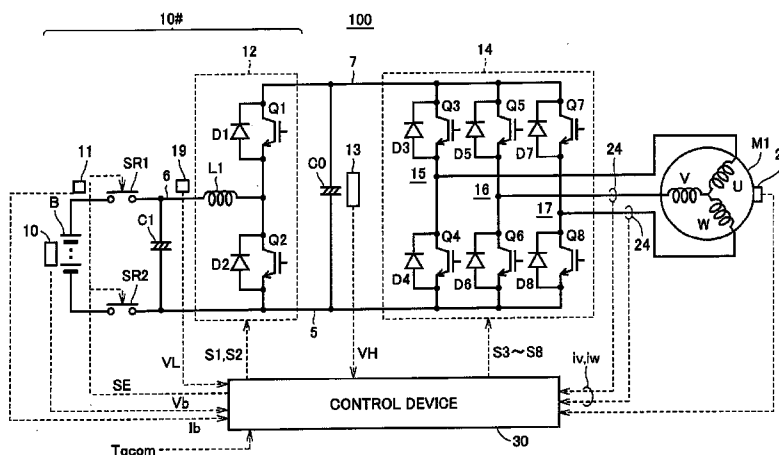 10#
100
12
7
14
Q1
Q3
Q5
Q7
M1
2
11
SR1
19
D1
L1
C0
13
D3
D5
D7
24
6
15
16
17
V
U
W
B
10
C1
Q2
Q4
Q6
Q8
24
SR2
D2
D4
D6
D8
5
S1,S2
VH
S3~S8
VL
iv,iw
SE
Vb
Ib
CONTROL DEVICE
30
Tqcom